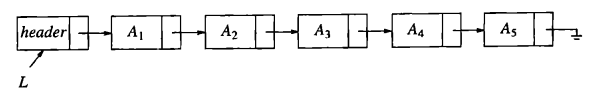 header A₁ A₂ A₃ A₄ A₅
L